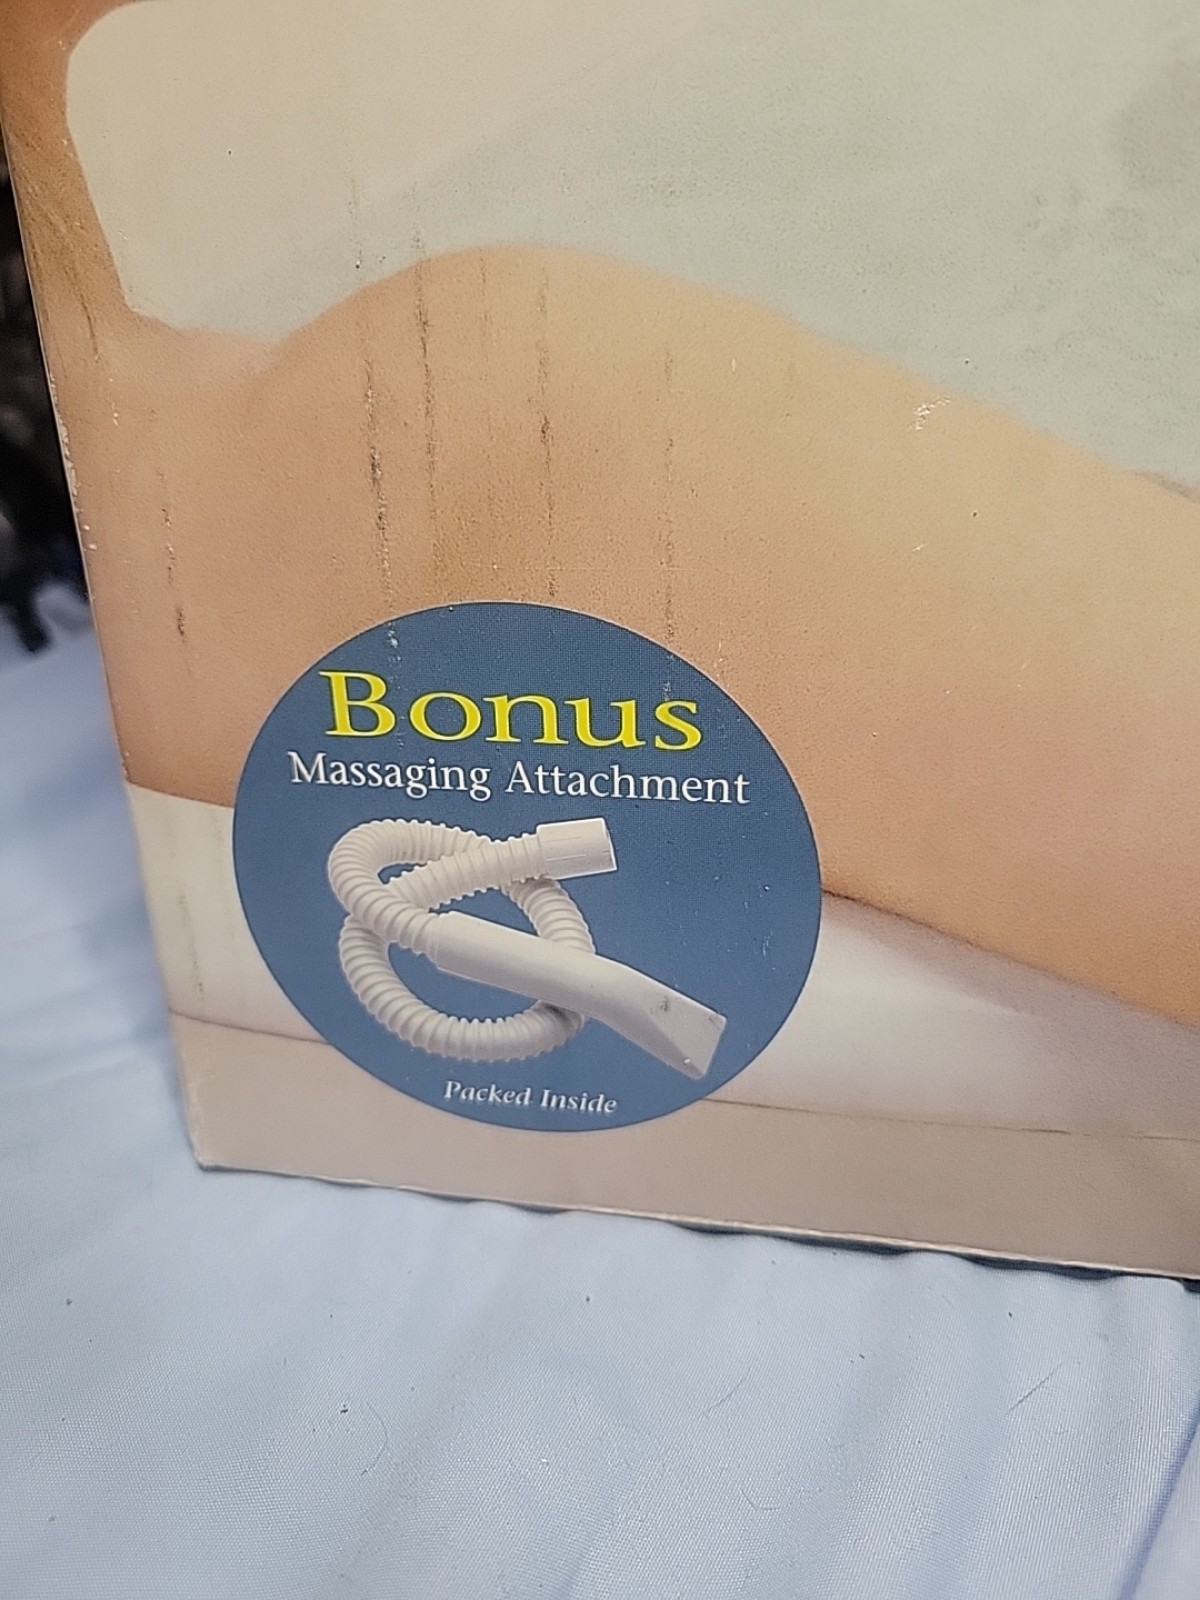 Bonus
Massaging Attachment
Packed Inside